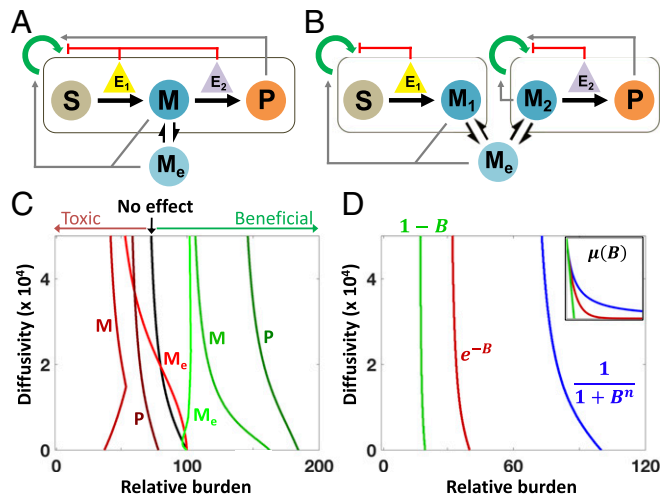 A
B
E₁
E₂
S
M
P
Mₑ
E₁
E₂
S
M₁
M₂
P
Mₑ
C
No effect
D
Toxic
Beneficial
Diffusivity (x 10⁴)
4
2
0
M
P
Mₑ
Mₑ
M
P
0
100
200
Relative burden
Diffusivity (x 10⁴)
4
2
0
1 − B
e⁻ᴮ
1
1 + Bⁿ
μ(B)
0
60
120
Relative burden